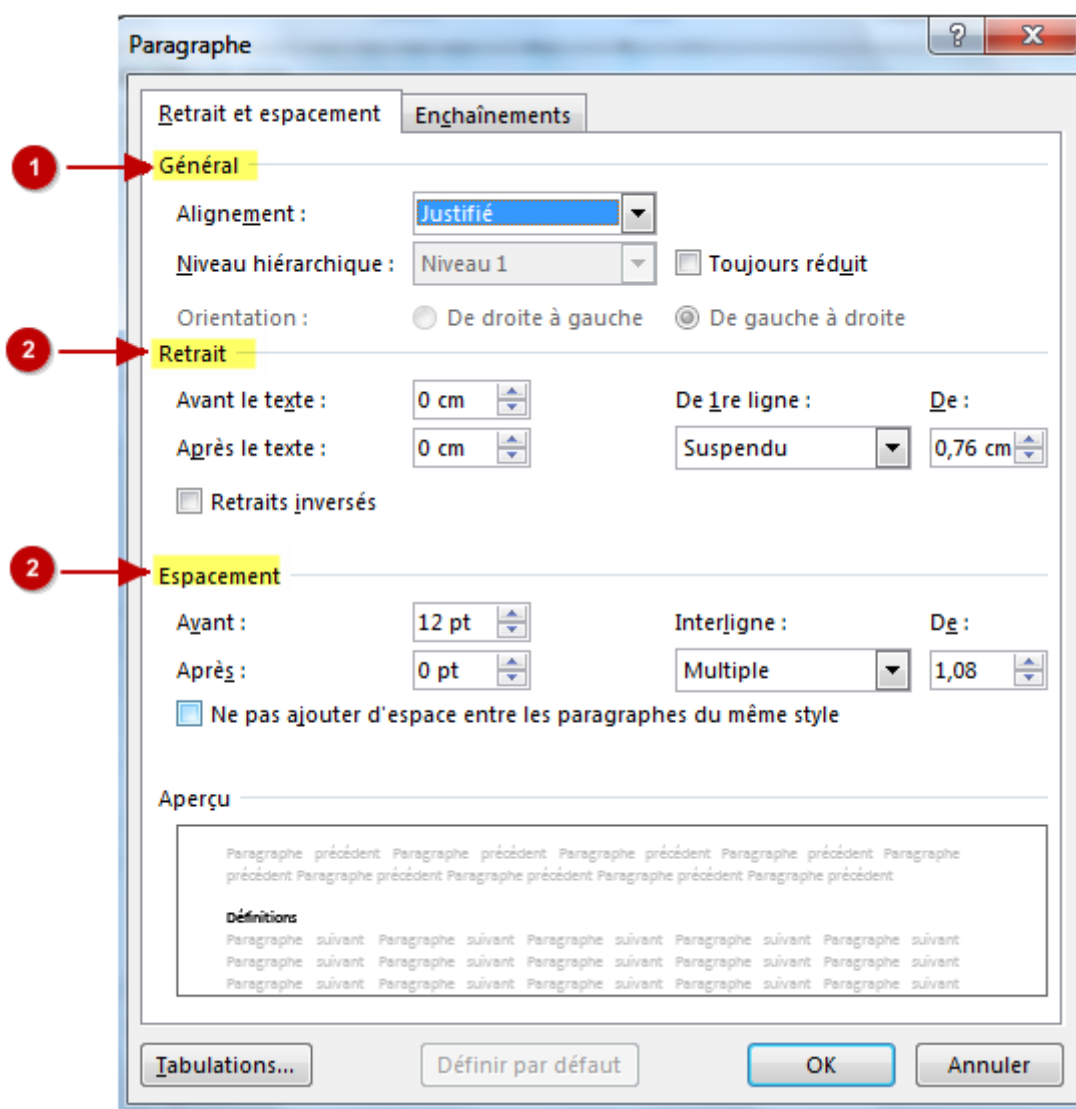 Paragraphe ? X
Retrait et espacement Enchaînements
1 Général
Alignement : Justifié
Niveau hiérarchique : Niveau 1 Toujours réduit
Orientation : De droite à gauche De gauche à droite
2 Retrait
Avant le texte : 0 cm De 1re ligne : De :
Après le texte : 0 cm Suspendu 0,76 cm
Retraits inversés
2 Espacement
Avant : 12 pt Interligne : De :
Après : 0 pt Multiple 1,08
Ne pas ajouter d'espace entre les paragraphes du même style
Aperçu
Paragraphe précédent Paragraphe précédent Paragraphe précédent Paragraphe précédent Paragraphe
précédent Paragraphe précédent Paragraphe précédent Paragraphe précédent Paragraphe précédent
Définitions
Paragraphe suivant Paragraphe suivant Paragraphe suivant Paragraphe suivant Paragraphe suivant
Paragraphe suivant Paragraphe suivant Paragraphe suivant Paragraphe suivant Paragraphe suivant
Paragraphe suivant Paragraphe suivant Paragraphe suivant Paragraphe suivant Paragraphe suivant
Tabulations... Définir par défaut OK Annuler